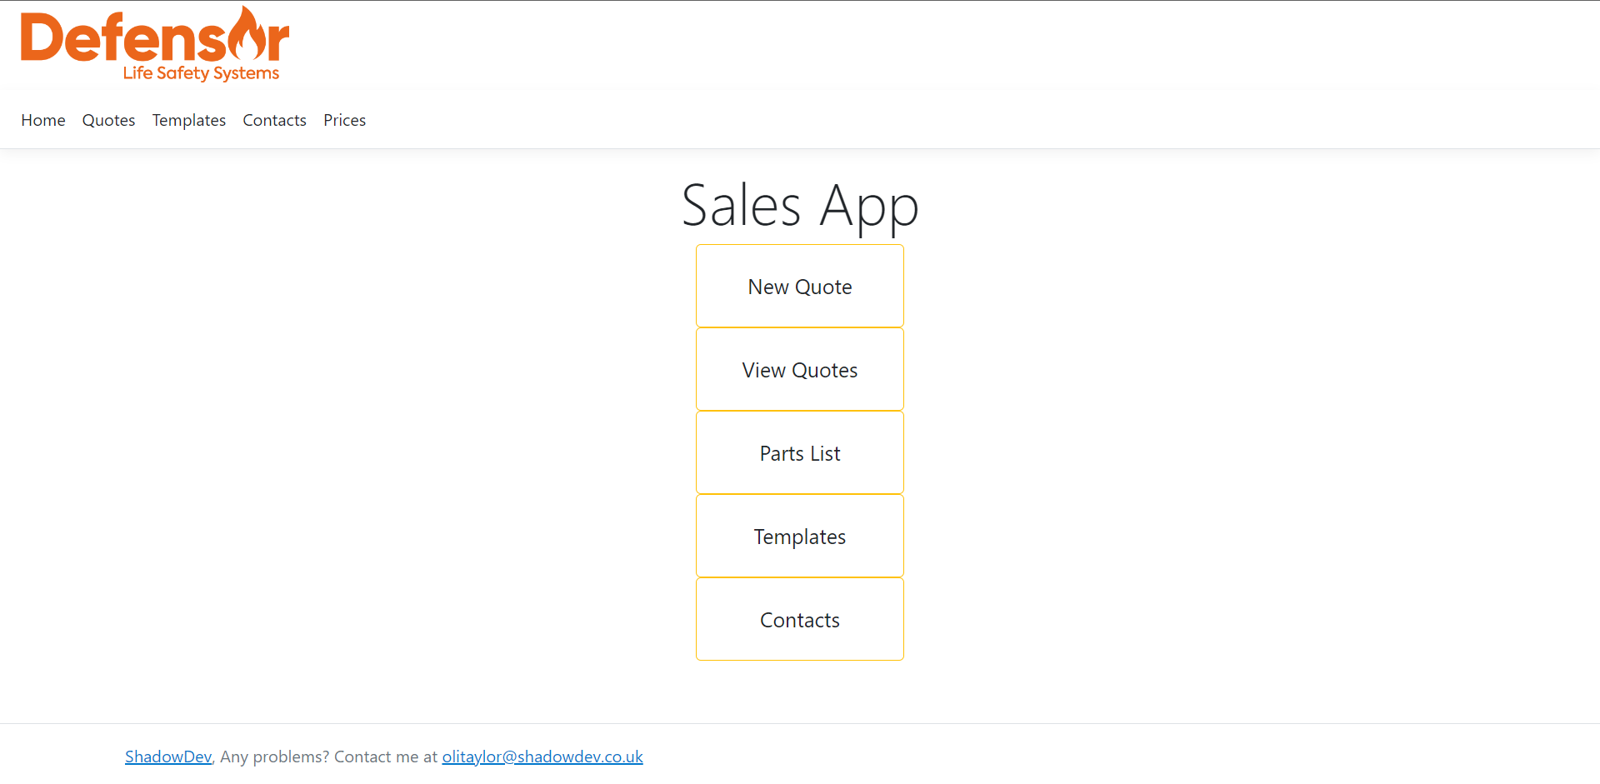 Defensor
Life Safety Systems
Home Quotes Templates Contacts Prices
Sales App
New Quote
View Quotes
Parts List
Templates
Contacts
ShadowDev, Any problems? Contact me at olitaylor@shadowdev.co.uk